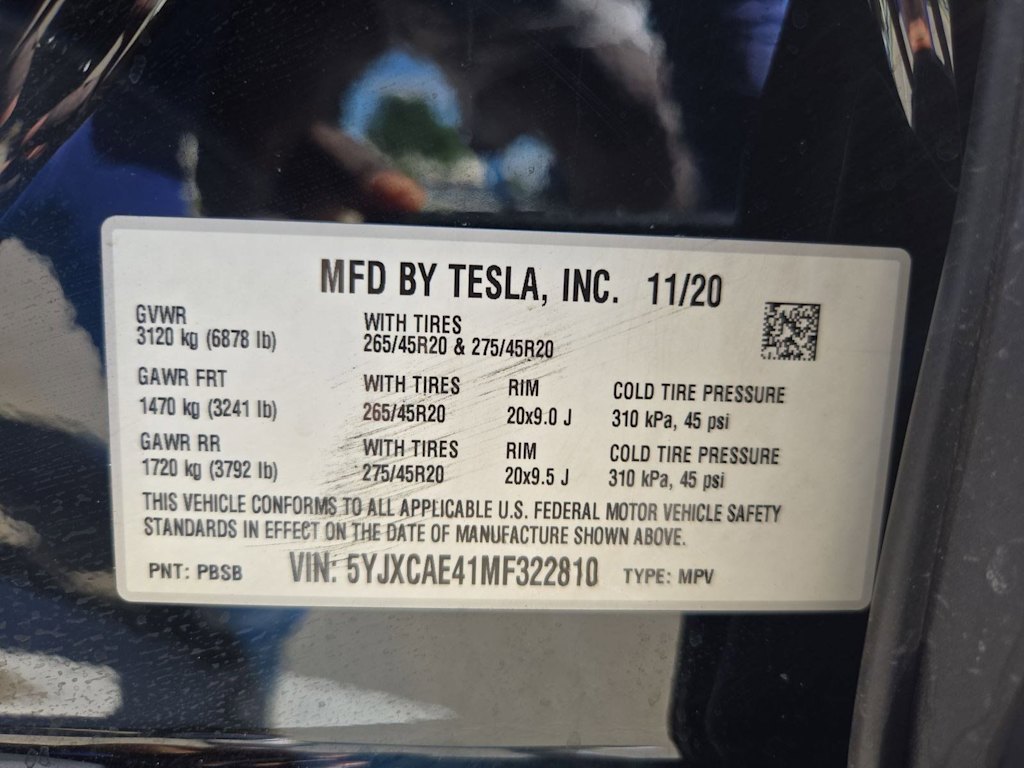 MFD BY TESLA, INC. 11/20
GVWR
3120 kg (6878 lb)
WITH TIRES
265/45R20 & 275/45R20
GAWR FRT
1470 kg (3241 lb)
WITH TIRES
265/45R20
RIM
20x9.0 J
COLD TIRE PRESSURE
310 kPa, 45 psi
GAWR RR
1720 kg (3792 lb)
WITH TIRES
275/45R20
RIM
20x9.5 J
COLD TIRE PRESSURE
310 kPa, 45 psi
THIS VEHICLE CONFORMS TO ALL APPLICABLE U.S. FEDERAL MOTOR VEHICLE SAFETY
STANDARDS IN EFFECT ON THE DATE OF MANUFACTURE SHOWN ABOVE.
PNT: PBSB VIN: 5YJXCAE41MF322810 TYPE: MPV